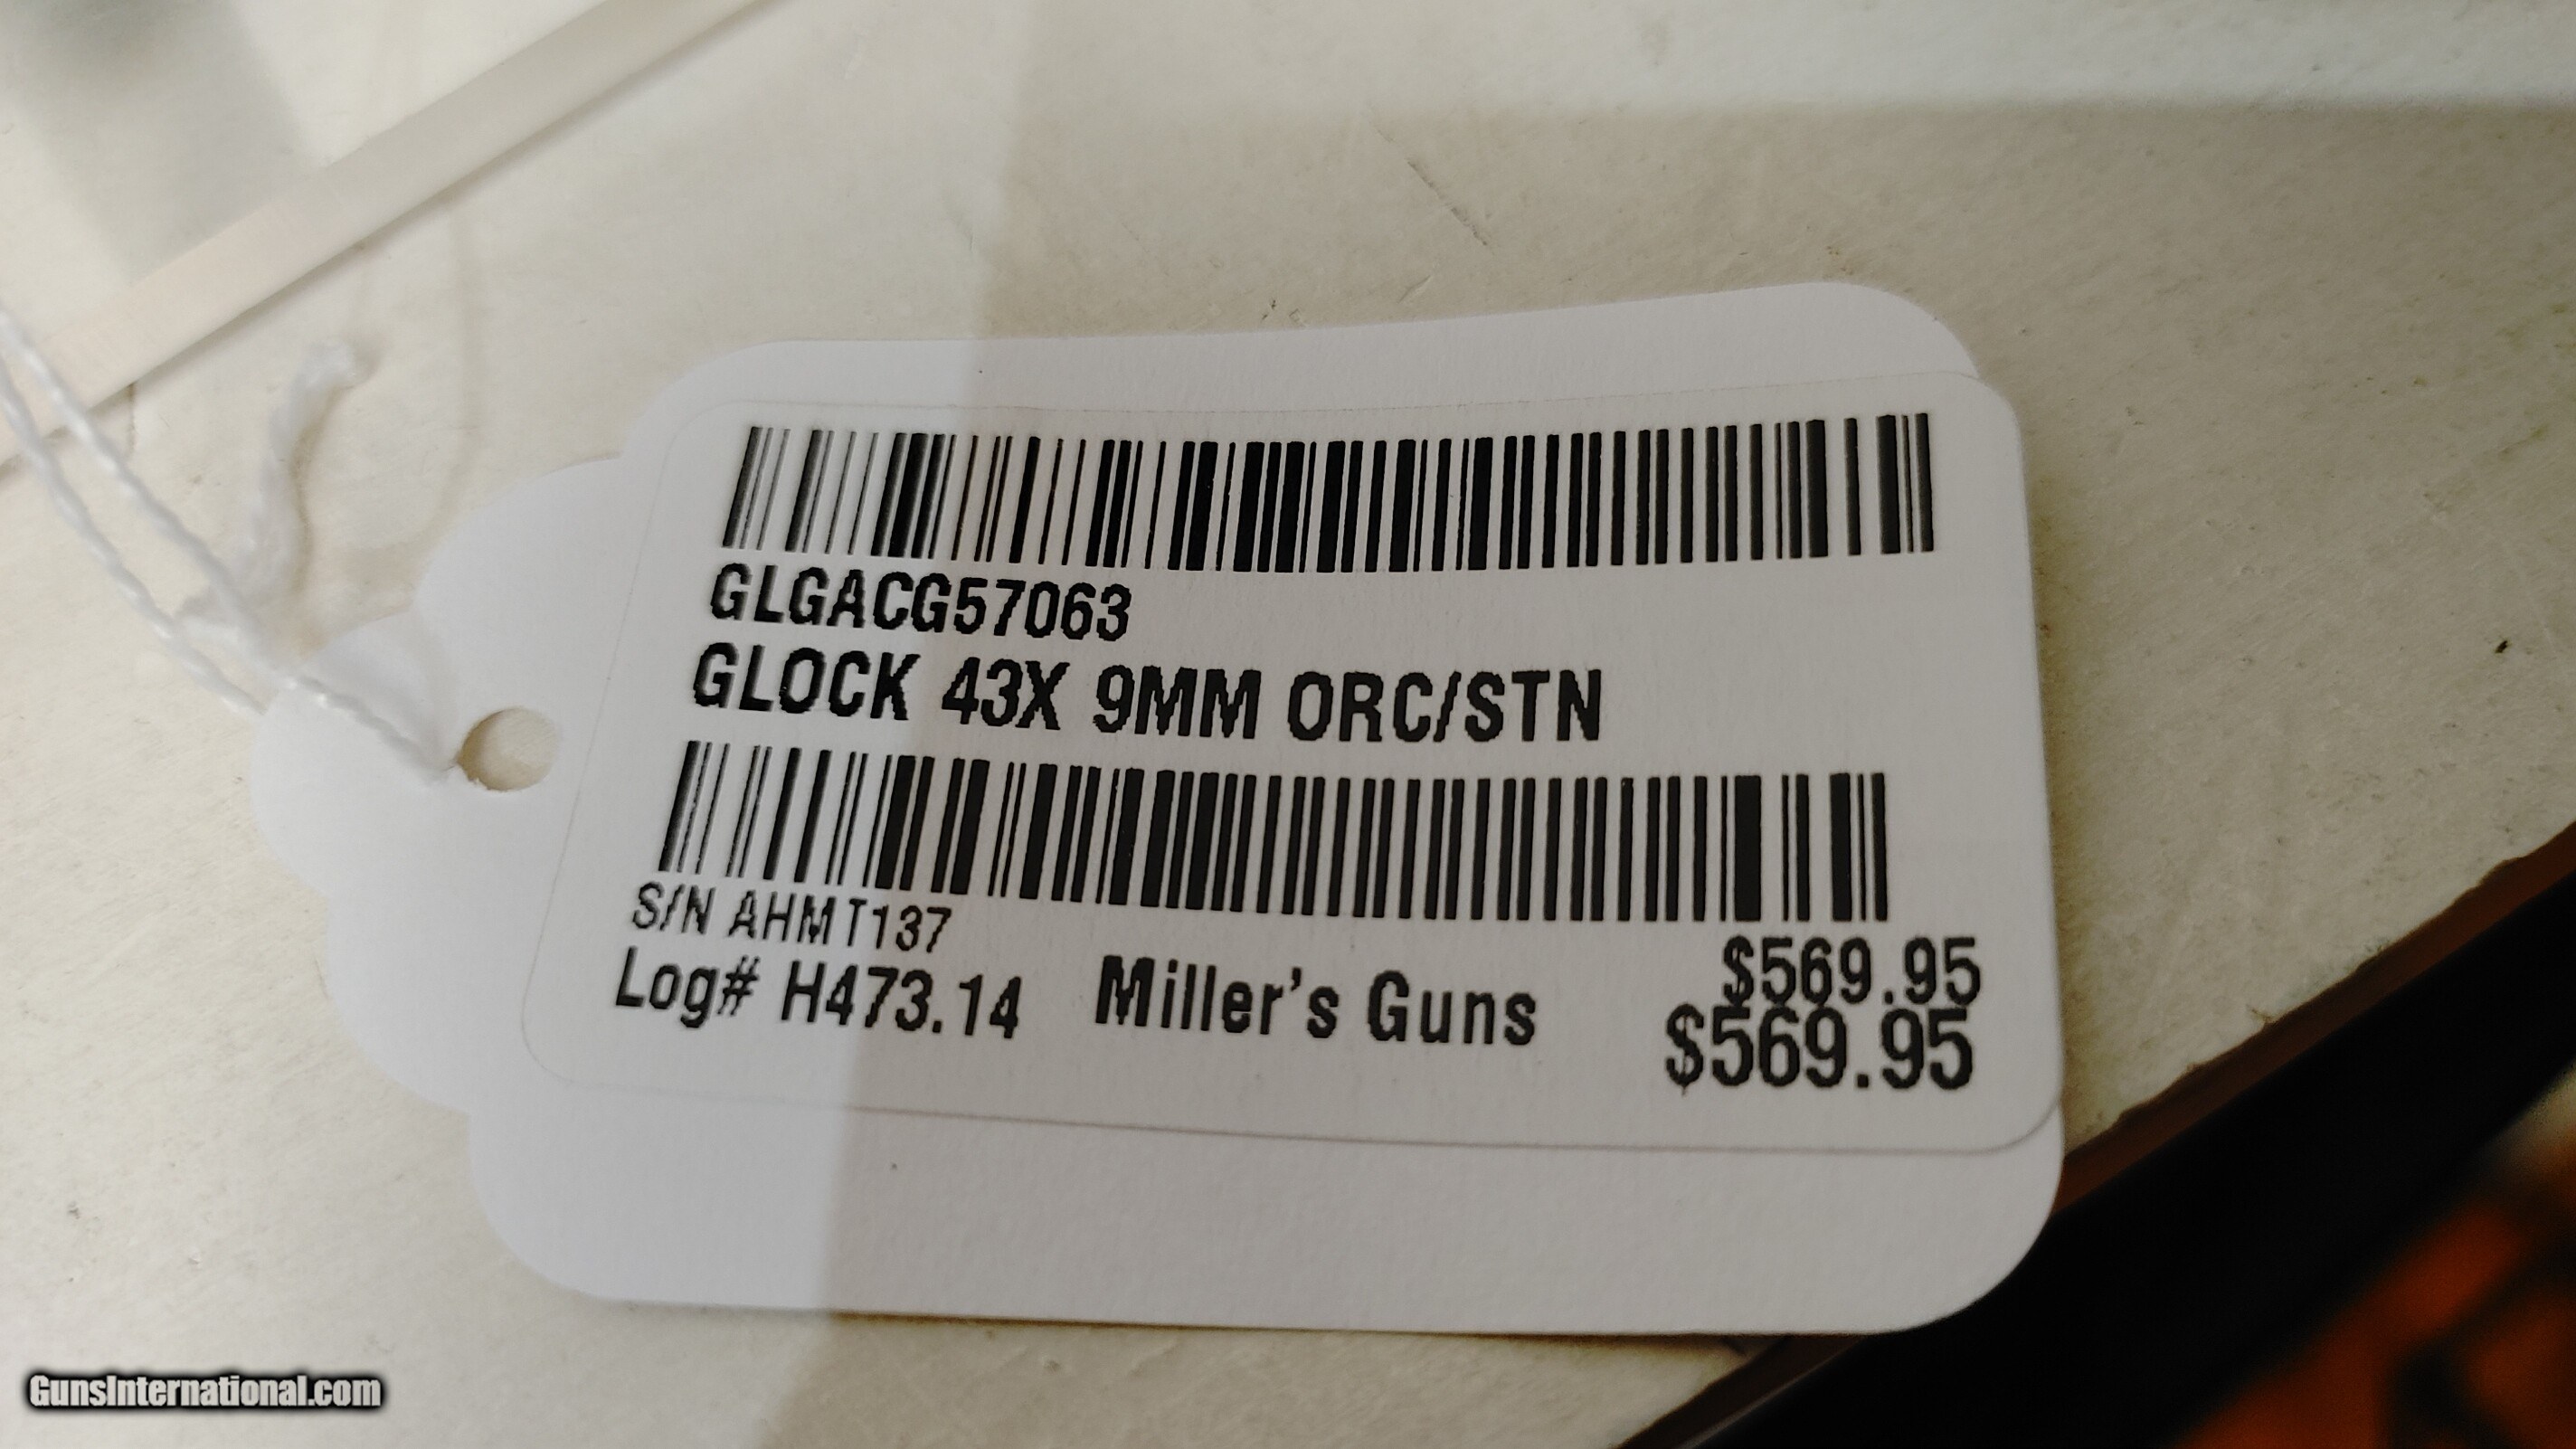 GLGACG57063
GLOCK 43X 9MM ORC/STN
S/N AHMT137
$569.95
Log# H473.14 Miller's Guns $569.95
GunsInternational.com